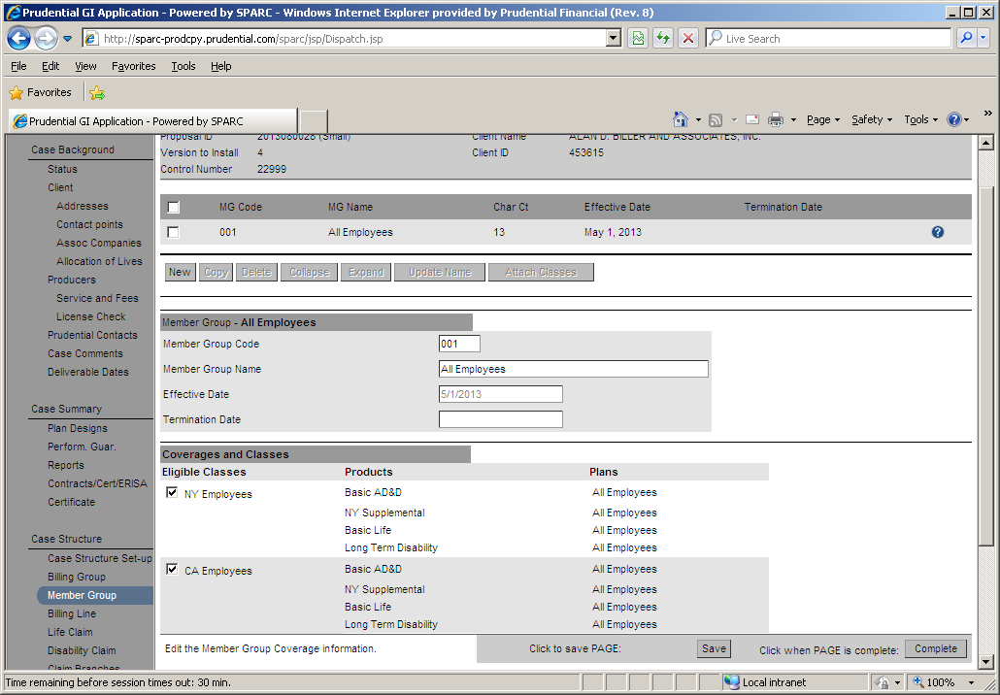 Prudential GI Application - Powered by SPARC - Windows Internet Explorer provided by Prudential Financial (Rev. 8)
http://sparc-prodcpy.prudential.com/sparc/jsp/Dispatch.jsp
Live Search
File Edit View Favorites Tools Help
Favorites
Prudential GI Application - Powered by SPARC
Page Safety Tools »
Case Background
Status
Client
Addresses
Contact points
Assoc Companies
Allocation of Lives
Producers
Service and Fees
License Check
Prudential Contacts
Case Comments
Deliverable Dates
Case Summary
Plan Designs
Perform. Guar.
Reports
Contracts/Cert/ERISA
Certificate
Case Structure
Case Structure Set-up
Billing Group
Member Group
Billing Line
Life Claim
Disability Claim
Claim Branches
Proposal ID 2013080028 (Small) Client Name ALAN D. BILLER AND ASSOCIATES, INC.
Version to Install 4 Client ID 453615
Control Number 22999
MG Code MG Name Char Ct Effective Date Termination Date
001 All Employees 13 May 1, 2013
New Copy Delete Collapse Expand Update Name Attach Classes
Member Group - All Employees
Member Group Code 001
Member Group Name All Employees
Effective Date 5/1/2013
Termination Date
Coverages and Classes
Eligible Classes Products Plans
NY Employees Basic AD&D All Employees
NY Supplemental All Employees
Basic Life All Employees
Long Term Disability All Employees
CA Employees Basic AD&D All Employees
NY Supplemental All Employees
Basic Life All Employees
Long Term Disability All Employees
Edit the Member Group Coverage information. Click to save PAGE: Save Click when PAGE is complete: Complete
Time remaining before session times out: 30 min. Local intranet 100%